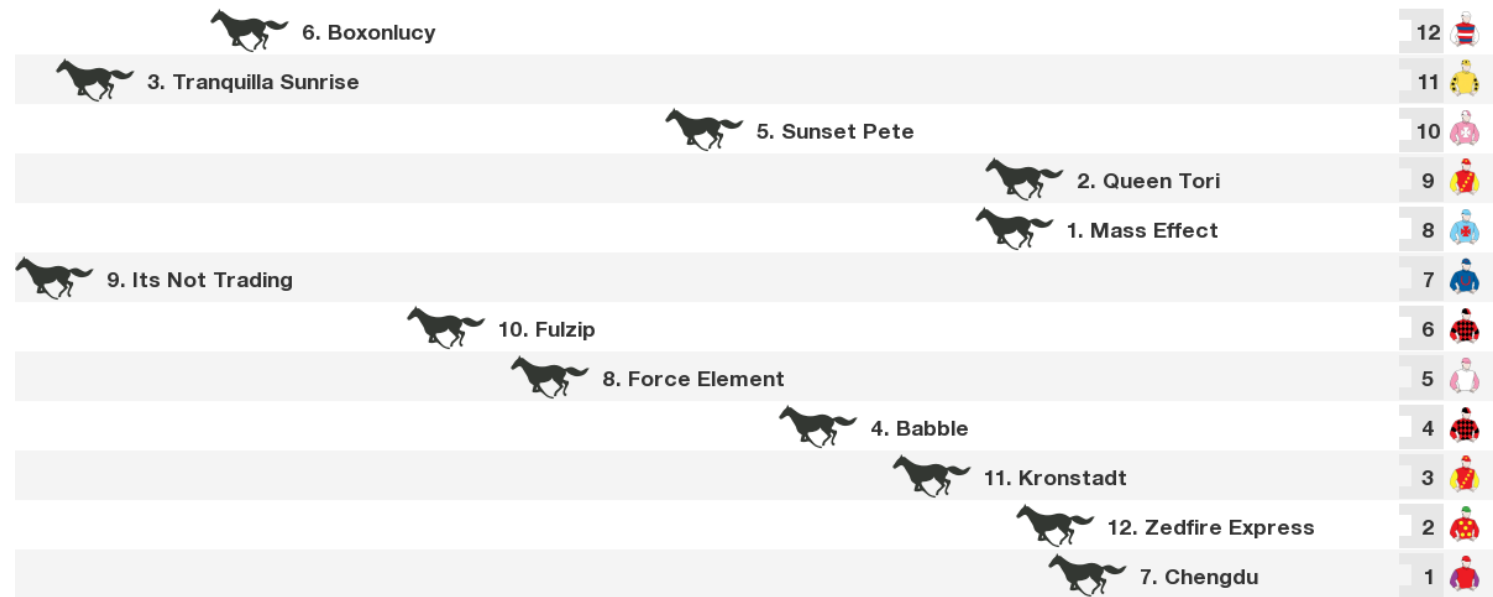 6. Boxonlucy 12
3. Tranquilla Sunrise 11
5. Sunset Pete 10
2. Queen Tori 9
1. Mass Effect 8
9. Its Not Trading 7
10. Fulzip 6
8. Force Element 5
4. Babble 4
11. Kronstadt 3
12. Zedfire Express 2
7. Chengdu 1